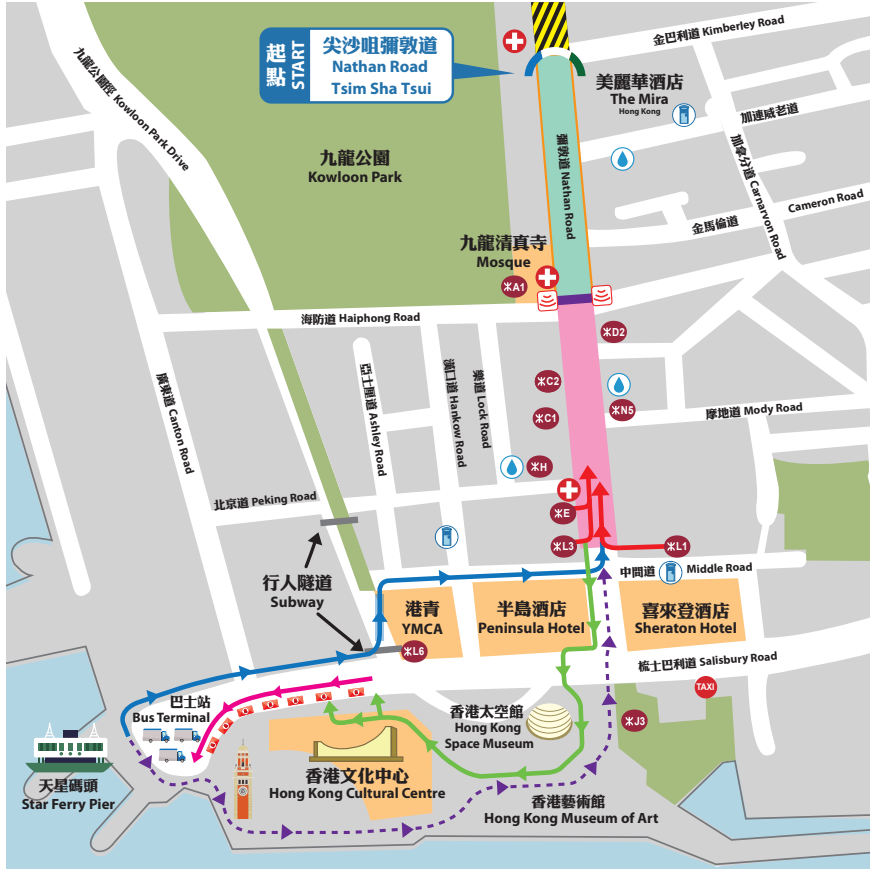 金巴利道 Kimberley Road
起點
START
尖沙咀彌敦道
Nathan Road
Tsim Sha Tsui
美麗華酒店
The Mira
Hong Kong
加連威老道
九龍公園徑 Kowloon Park Drive
九龍公園
Kowloon Park
彌敦道 Nathan Road
加拿分道 Carnarvon Road
Cameron Road
金馬倫道
九龍清真寺
Mosque
A1
海防道 Haiphong Road
D2
廣東道 Canton Road
亞士厘道 Ashley Road
漢口道 Hankow Road
樂道 Lock Road
C2
C1
N5
摩地道 Mody Road
H
北京道 Peking Road
E
L3
L1
行人隧道
Subway
中間道 Middle Road
港青
YMCA
半島酒店
Peninsula Hotel
喜來登酒店
Sheraton Hotel
L6
梳士巴利道 Salisbury Road
TAXI
巴士站
Bus Terminal
香港太空館
Hong Kong
Space Museum
J3
天星碼頭
Star Ferry Pier
香港文化中心
Hong Kong Cultural Centre
香港藝術館
Hong Kong Museum of Art